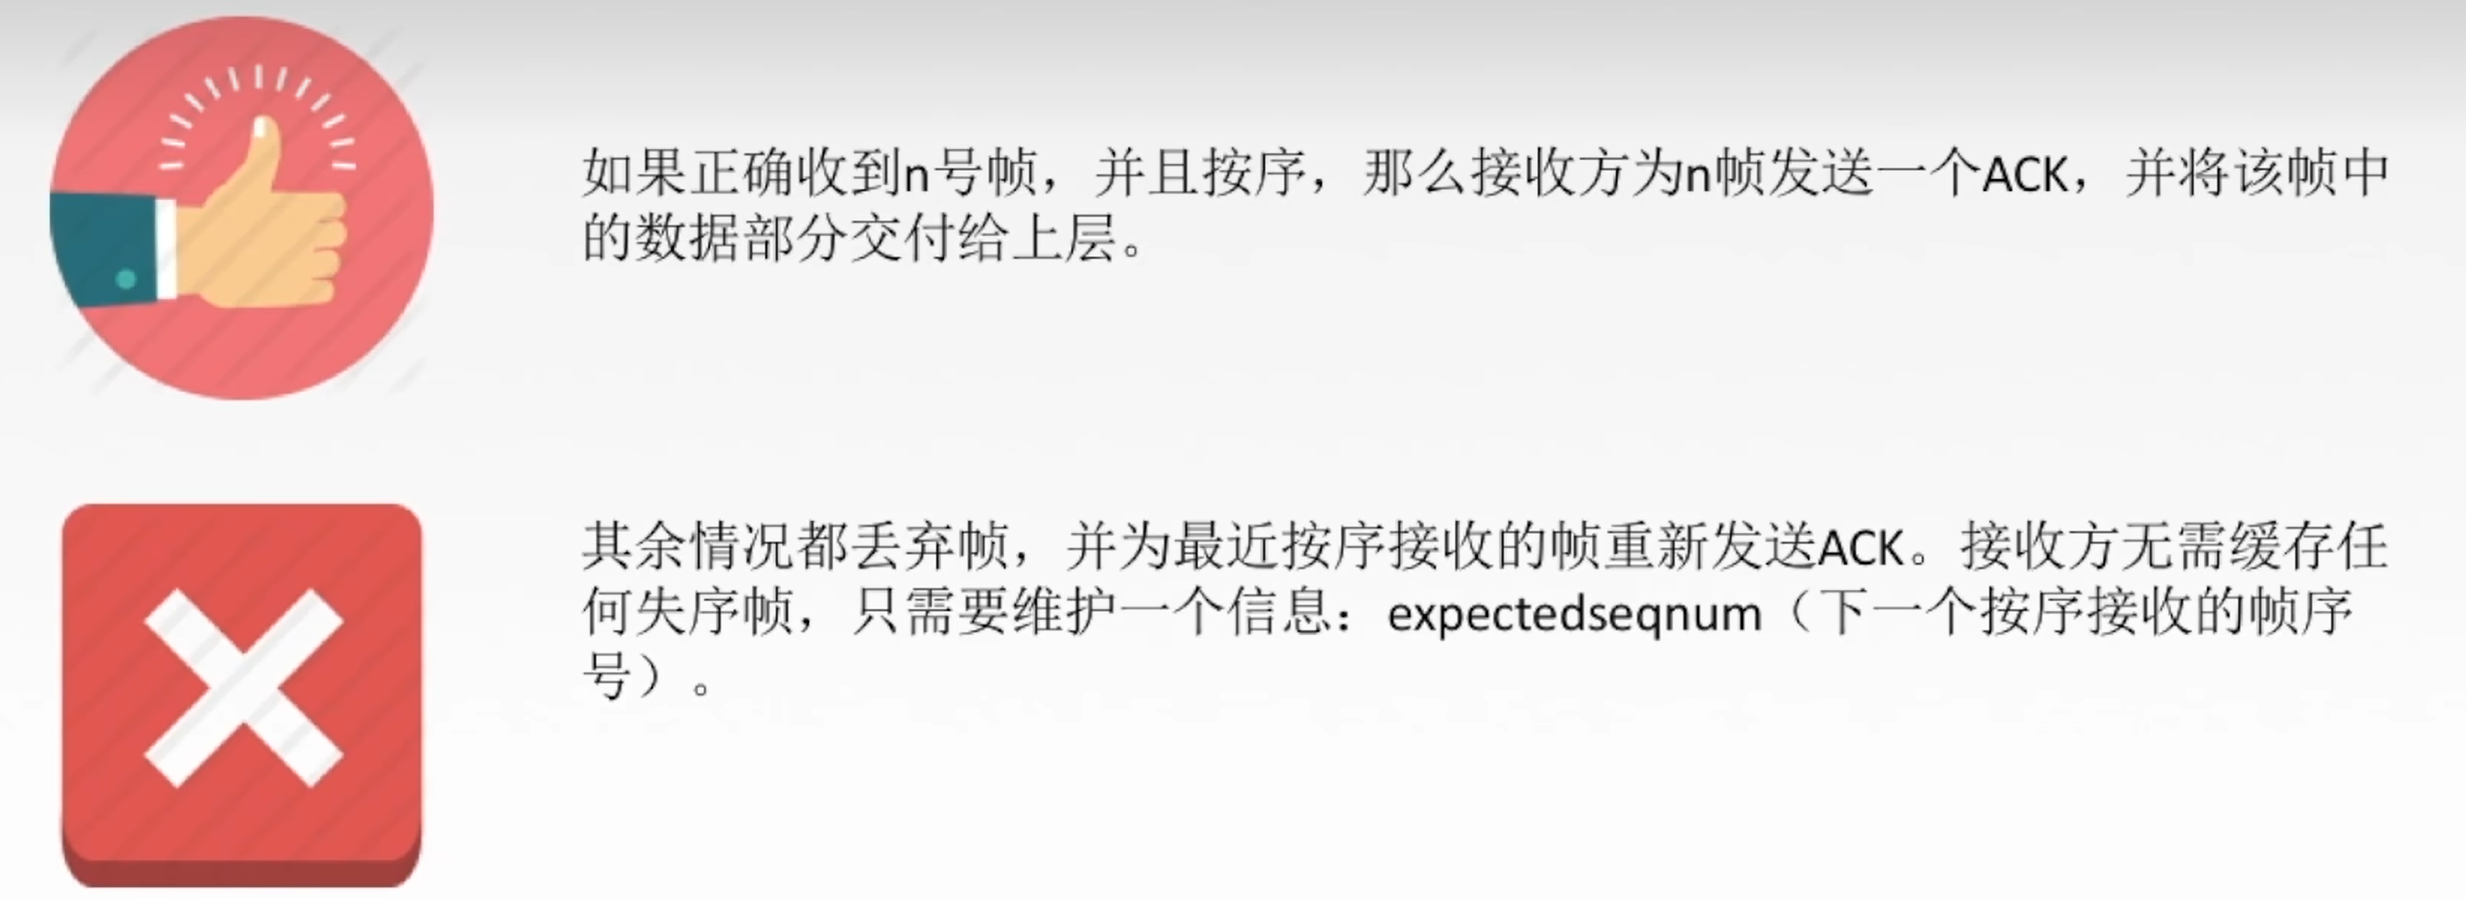 如果正确收到n号帧，并且按序，那么接收方为n帧发送一个ACK，并将该帧中
的数据部分交付给上层。
其余情况都丢弃帧，并为最近按序接收的帧重新发送ACK。接收方无需缓存任
何失序帧，只需要维护一个信息：expectedseqnum（下一个按序接收的帧序
号）。